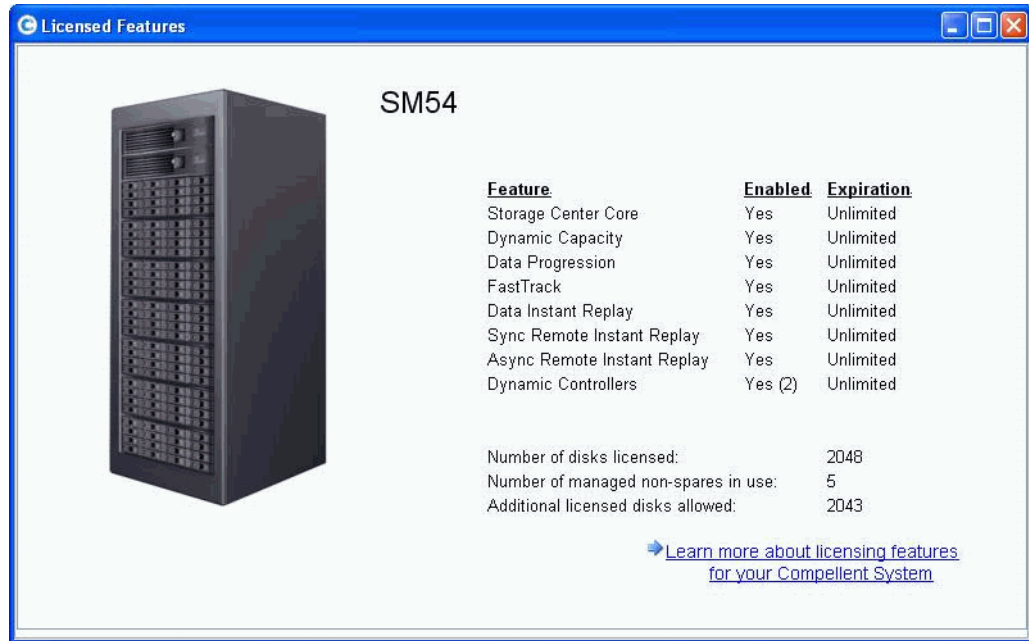 Licensed Features
SM54
Feature Enabled Expiration
Storage Center Core Yes Unlimited
Dynamic Capacity Yes Unlimited
Data Progression Yes Unlimited
FastTrack Yes Unlimited
Data Instant Replay Yes Unlimited
Sync Remote Instant Replay Yes Unlimited
Async Remote Instant Replay Yes Unlimited
Dynamic Controllers Yes (2) Unlimited
Number of disks licensed: 2048
Number of managed non-spares in use: 5
Additional licensed disks allowed: 2043
Learn more about licensing features
for your Compellent System